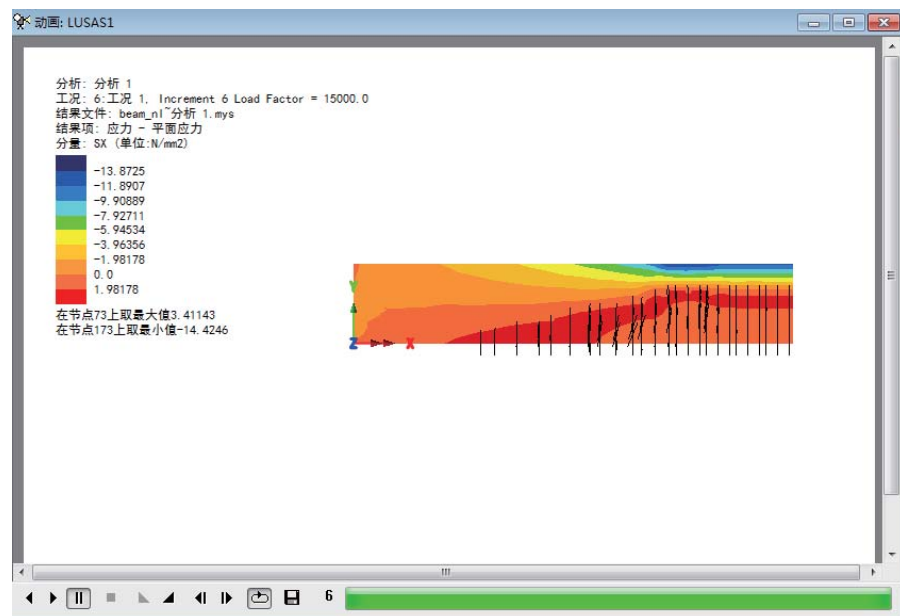 动画: LUSAS1
分析: 分析 1
工况: 6:工况 1, Increment 6 Load Factor = 15000.0
结果文件: beam_nl~分析 1.mys
结果项: 应力 - 平面应力
分量: SX (单位:N/mm2)
-13.8725
-11.8907
-9.90889
-7.92711
-5.94534
-3.96356
-1.98178
0.0
1.98178
在节点73上取最大值3.41143
在节点173上取最小值-14.4246
Y
Z X
6